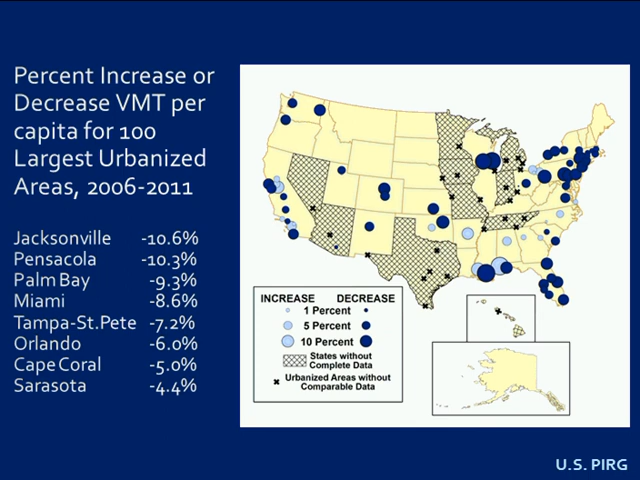 Percent Increase or
Decrease VMT per
capita for 100
Largest Urbanized
Areas, 2006-2011
Jacksonville -10.6%
Pensacola -10.3%
Palm Bay -9.3%
Miami -8.6%
Tampa-St.Pete -7.2%
Orlando -6.0%
Cape Coral -5.0%
Sarasota -4.4%
INCREASE DECREASE
1 Percent
5 Percent
10 Percent
States without
Complete Data
Urbanized Areas without
Comparable Data
U.S. PIRG